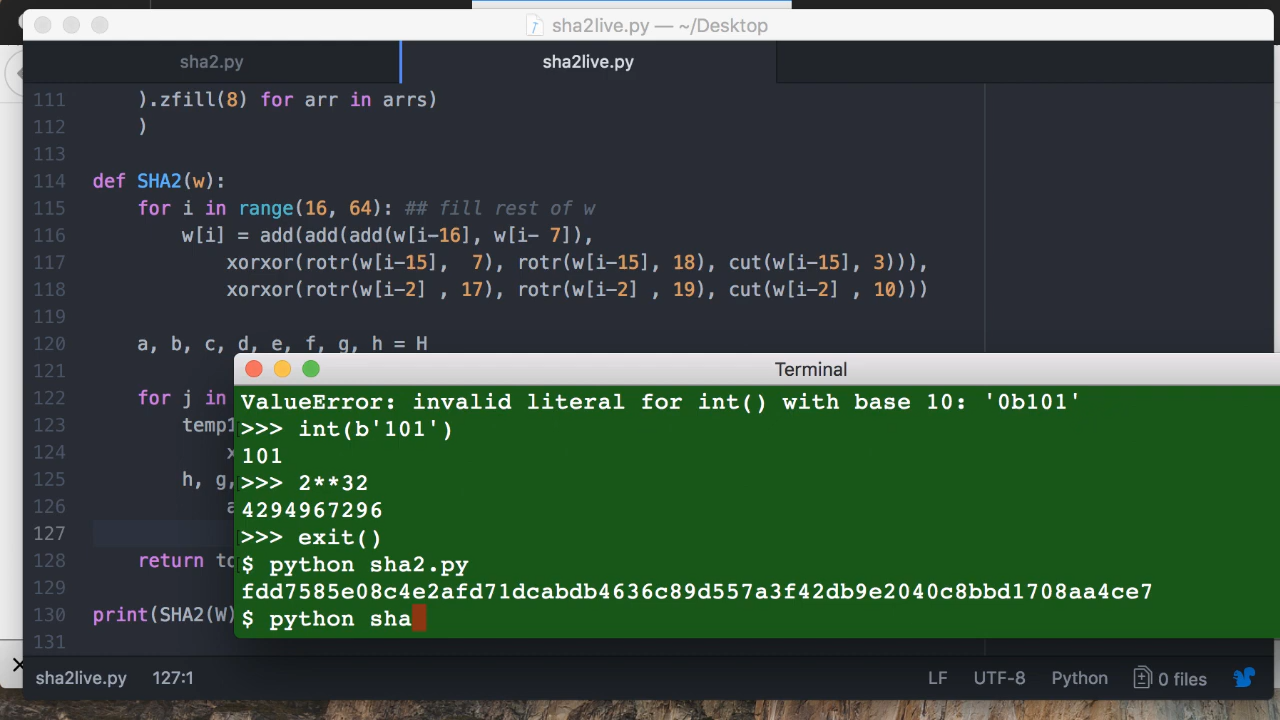 sha2live.py — ~/Desktop
sha2.py
sha2live.py
111 ).zfill(8) for arr in arrs)
112 )
113
114 def SHA2(w):
115 for i in range(16, 64): ## fill rest of w
116 w[i] = add(add(add(w[i-16], w[i- 7]),
117 xorxor(rotr(w[i-15],  7), rotr(w[i-15], 18), cut(w[i-15], 3))),
118 xorxor(rotr(w[i-2] , 17), rotr(w[i-2] , 19), cut(w[i-2] , 10)))
119
120 a, b, c, d, e, f, g, h = H
121
122 for j in
123 temp1
124 x
125 h, g,
126 a
127
128 return to
129
130 print(SHA2(W)
131
Terminal
ValueError: invalid literal for int() with base 10: '0b101'
>>> int(b'101')
101
>>> 2**32
4294967296
>>> exit()
$ python sha2.py
fdd7585e08c4e2afd71dcabdb4636c89d557a3f42db9e2040c8bbd1708aa4ce7
$ python sha
sha2live.py 127:1 LF UTF-8 Python 0 files